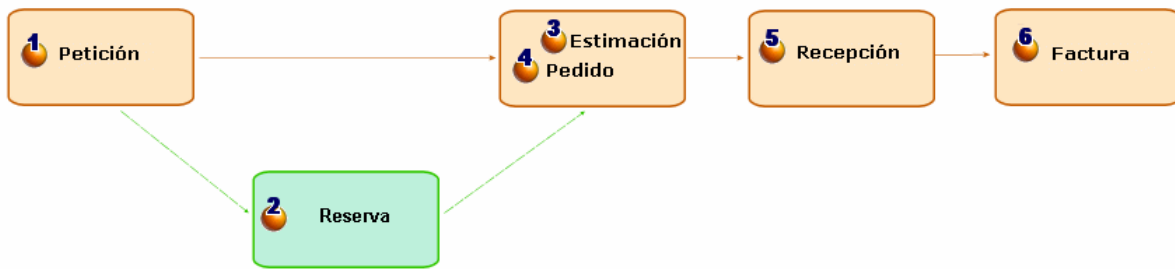 1 Petición
3 Estimación
4 Pedido
5 Recepción
6 Factura
2 Reserva